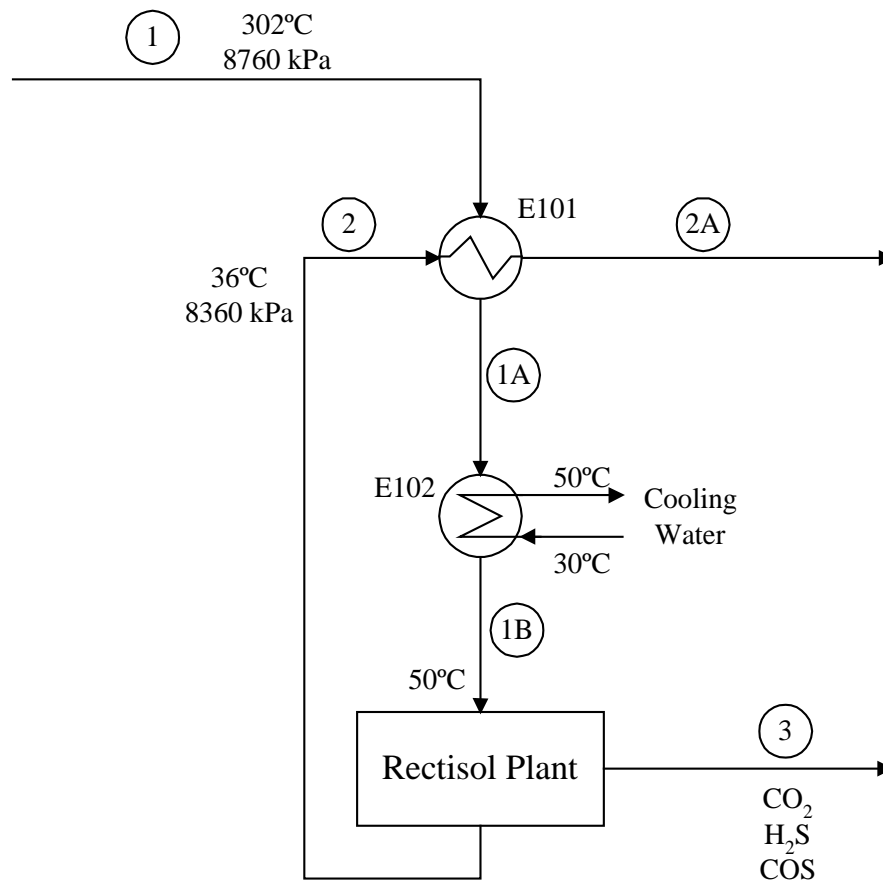 1
302ºC
8760 kPa
E101
2
2A
36ºC
8360 kPa
1A
E102
50ºC
Cooling
Water
30ºC
1B
50ºC
Rectisol Plant
3
CO₂
H₂S
COS